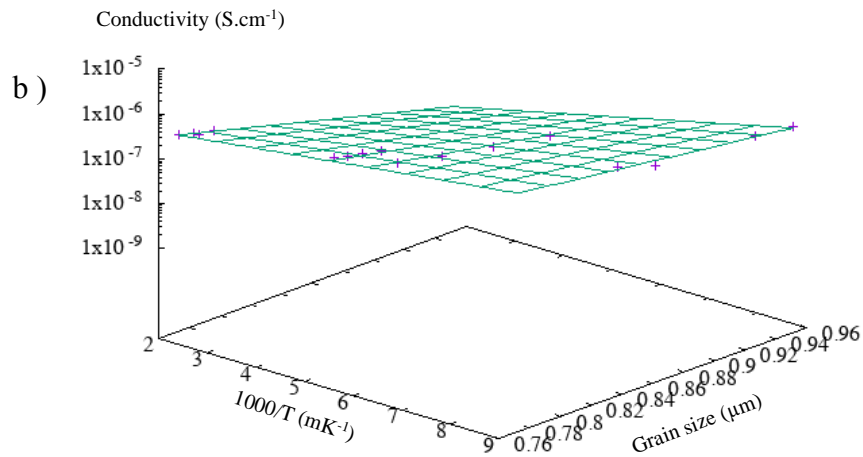 Conductivity (S.cm-1)
b )
1x10-5
1x10-6
1x10-7
1x10-8
1x10-9
2
3
4
5
6
7
8
9
1000/T (mK-1)
0.76
0.78
0.8
0.82
0.84
0.86
0.88
0.9
0.92
0.94
0.96
Grain size (µm)